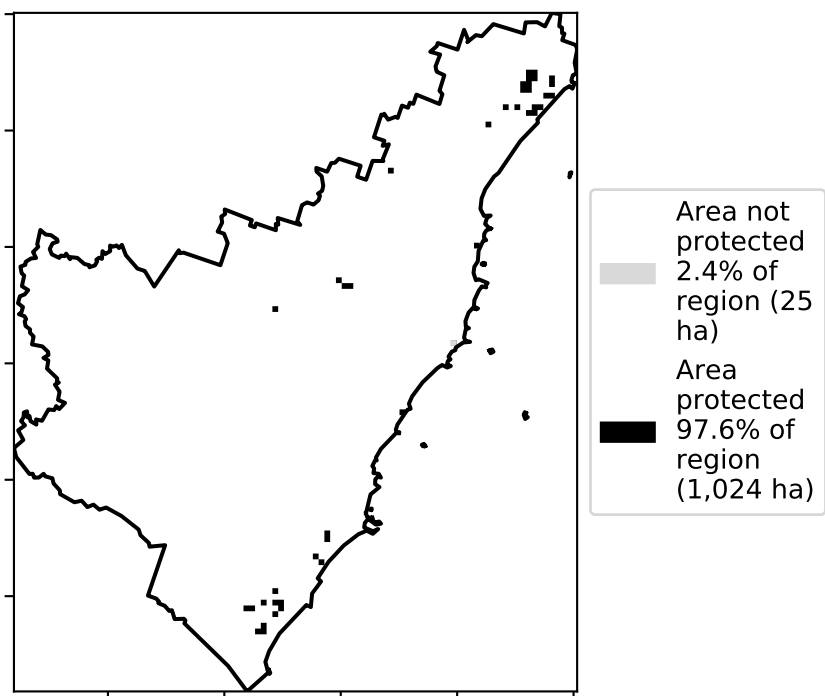 Area not
protected
2.4% of
region (25
ha)
Area
protected
97.6% of
region
(1,024 ha)